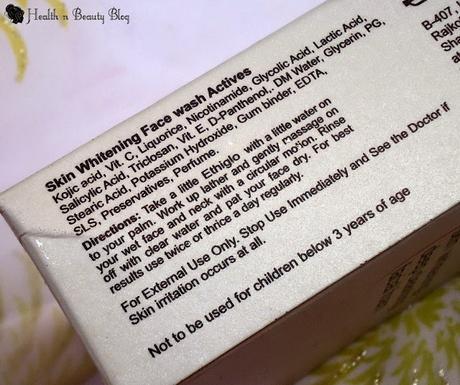 Health n Beauty Blog
Skin Whitening Face wash Actives
Kojic acid, Vit. C, Liquorice, Nicotinamide, Glycolic Acid, Lactic Acid,
Salicylic Acid, Triclosan, Vit. E, D-Panthenol,. DM Water, Glycerin, PG,
Stearic Acid, Potassium Hydroxide, Gum binder, EDTA,
SLS, Preservatives, Perfume.
Directions: Take a little Ethiglo with a little water on
to your palm. Work up lather and gently massage on
your wet face and neck with a circular motion. Rinse
off with clear water and pat your face dry. For best
results use twice or thrice a day regularly.
For External Use Only. Stop Use Immediately and See the Doctor if
Skin irritation occurs at all.
Not to be used for children below 3 years of age
B-407,
Rajko
Sha
at